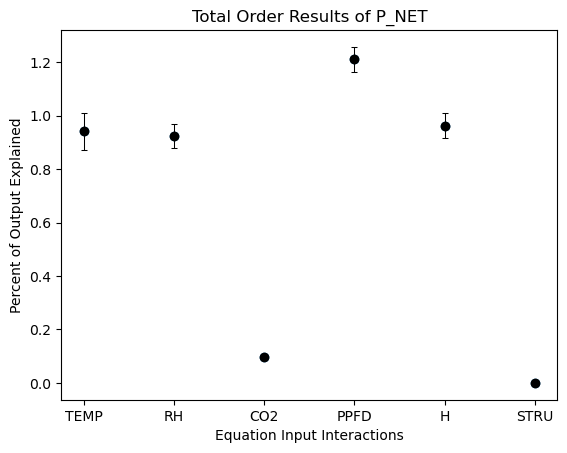 Total Order Results of P_NET
Percent of Output Explained
1.2
1.0
0.8
0.6
0.4
0.2
0.0
TEMP RH CO2 PPFD H STRU
Equation Input Interactions